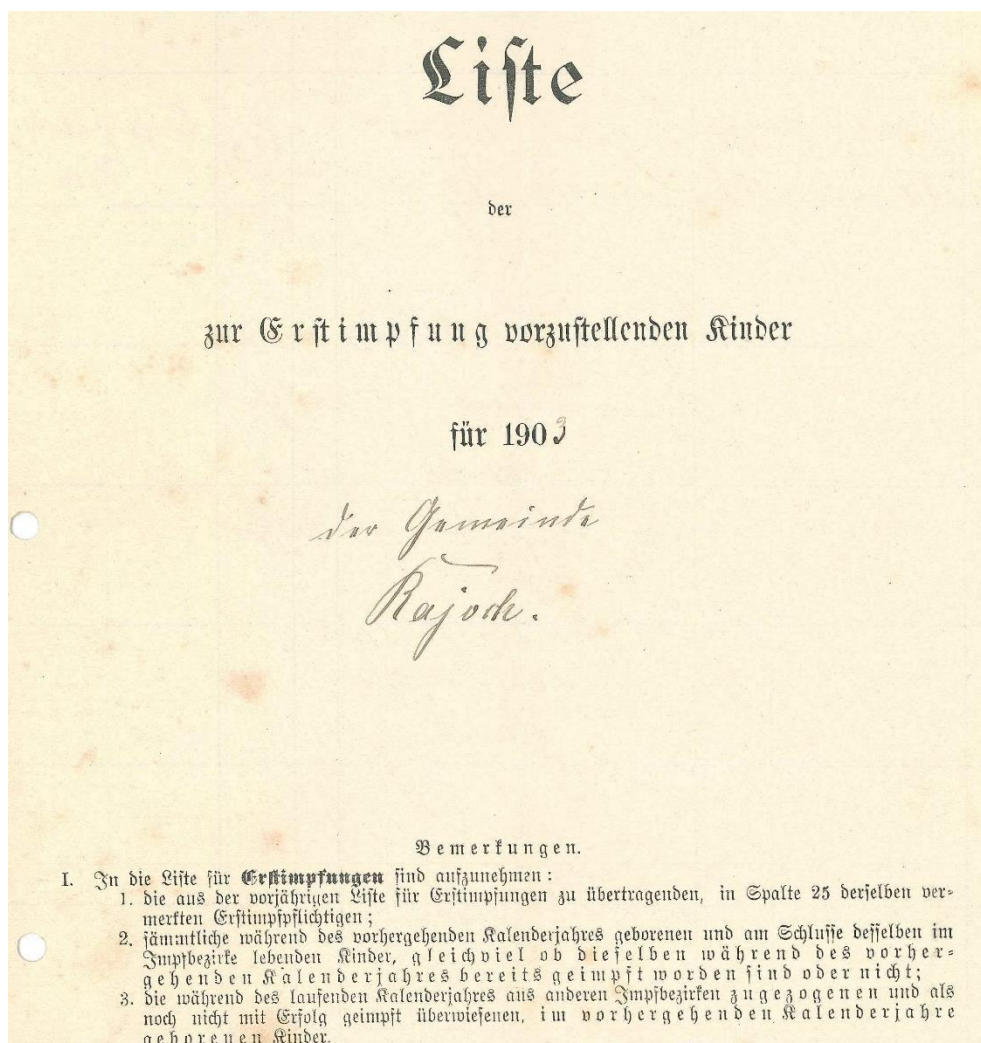 Liste
der
zur Erstimpfung vorzustellenden Kinder
für 1903
der Gemeinde
Kajoch.
Bemerkungen.
I. In die Liste für Erstimpfungen sind aufzunehmen:
1. die aus der vorjährigen Liste für Erstimpfungen zu übertragenden, in Spalte 25 derselben ver-
merkten Erstimpfpflichtigen;
2. sämmtliche während des vorhergehenden Kalenderjahres geborenen und am Schlusse desselben im
Impfbezirke lebenden Kinder, gleichviel ob dieselben während des vorher-
gehenden Kalenderjahres bereits geimpft worden sind oder nicht;
3. die während des laufenden Kalenderjahres aus anderen Impfbezirken zugezogenen und als
noch nicht mit Erfolg geimpft überwiesenen, im vorhergehenden Kalenderjahre
geborenen Kinder.